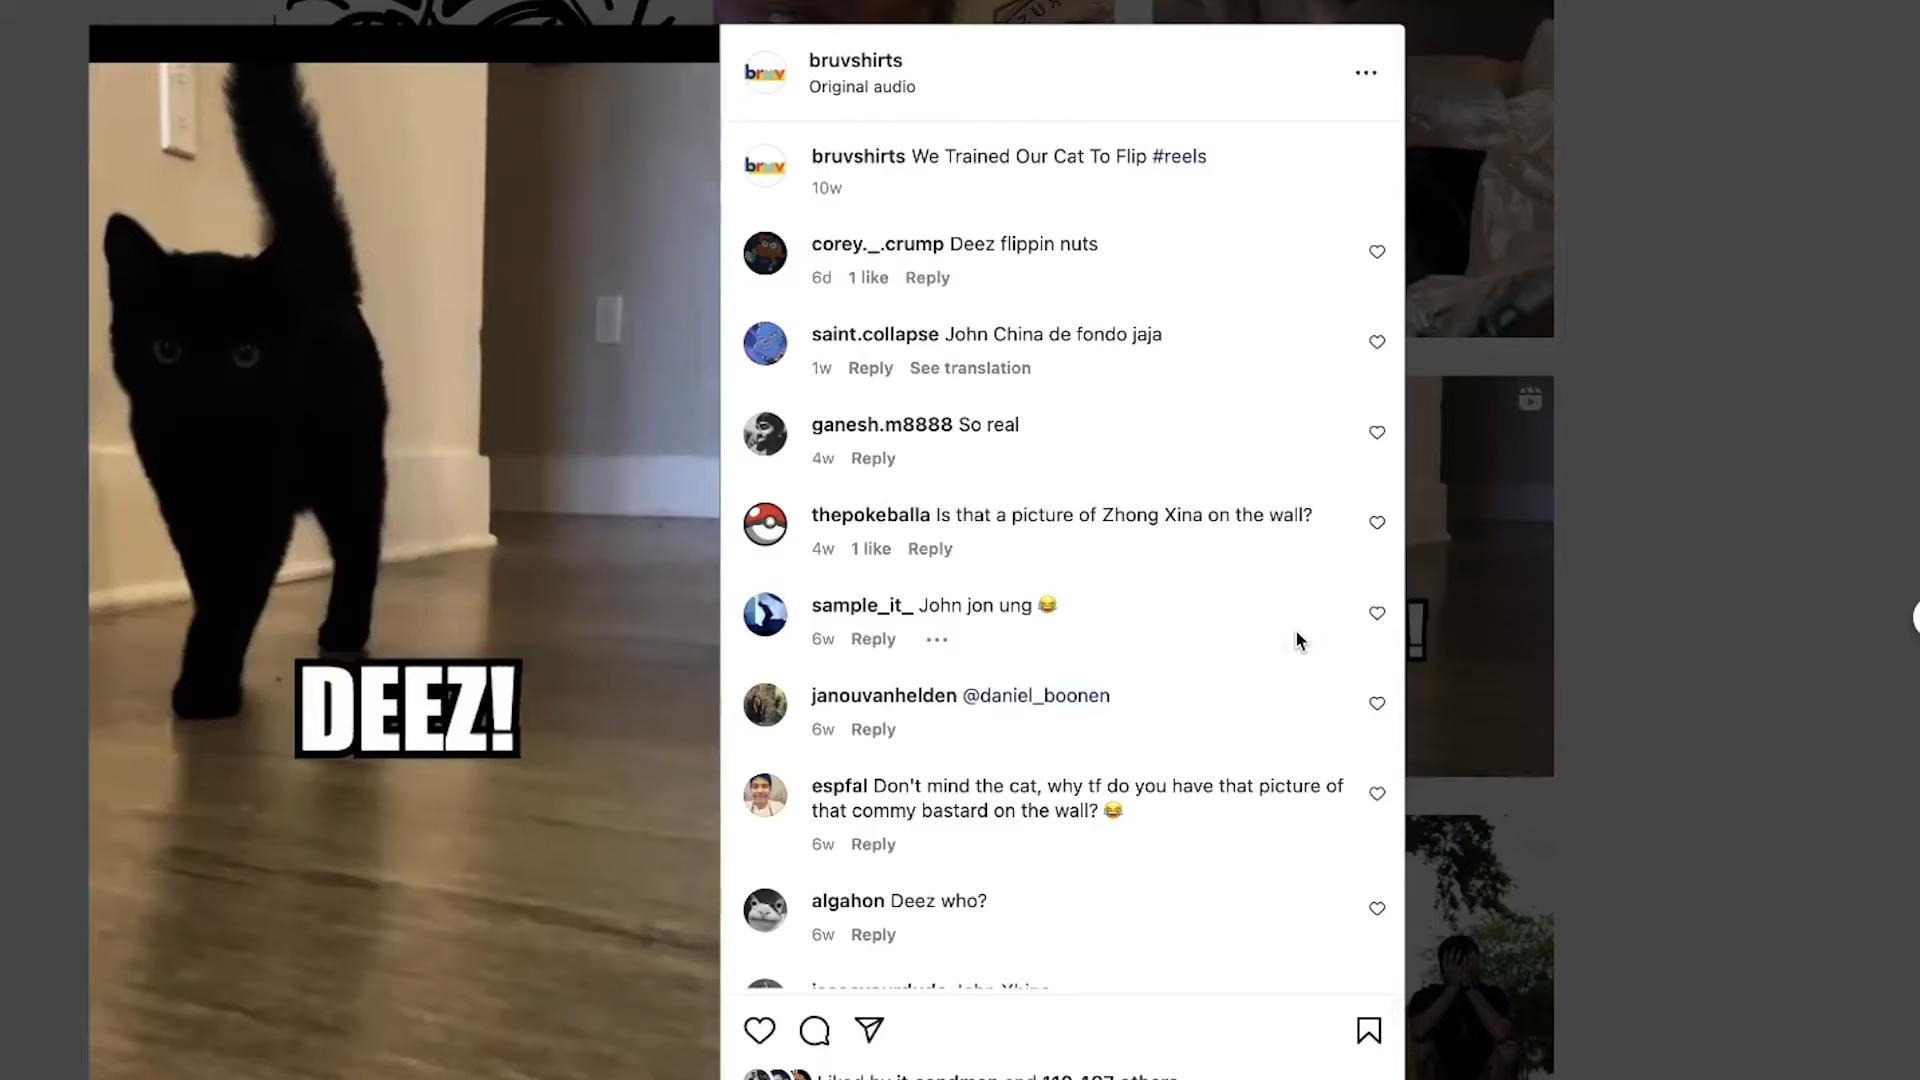 bruv
bruvshirts
Original audio
bruv
bruvshirts We Trained Our Cat To Flip #reels
10w
corey._.crump Deez flippin nuts
6d 1 like Reply
saint.collapse John China de fondo jaja
1w Reply See translation
ganesh.m8888 So real
4w Reply
thepokeballa Is that a picture of Zhong Xina on the wall?
4w 1 like Reply
sample_it_ John jon ung 😂
6w Reply
janouvanhelden @daniel_boonen
6w Reply
espfal Don't mind the cat, why tf do you have that picture of
that commy bastard on the wall? 😂
6w Reply
algahon Deez who?
6w Reply
DEEZ!